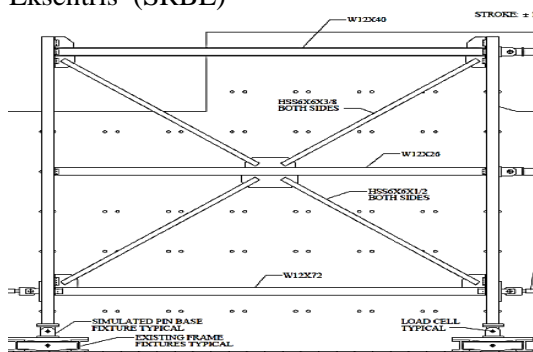 Eksentris (SRBE)
W12X40
STROKE: ±
HSS6X6X3/8
BOTH SIDES
W12X26
HSS6X6X1/2
BOTH SIDES
W12X72
SIMULATED PIN BASE
FIXTURE TYPICAL
LOAD CELL
TYPICAL
EXISTING FRAME
FIXTURES TYPICAL